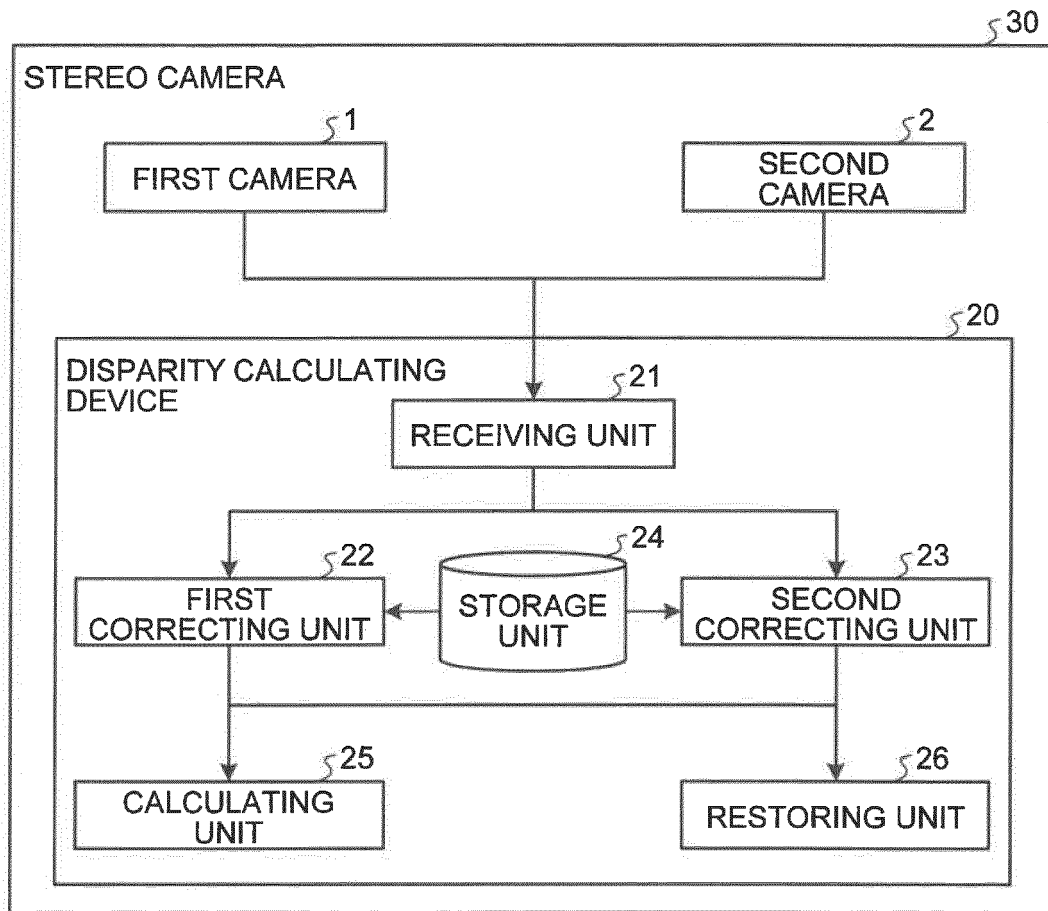 30
STEREO CAMERA
1
2
FIRST CAMERA
SECOND
CAMERA
20
DISPARITY CALCULATING
DEVICE
21
RECEIVING UNIT
22
24
23
FIRST
CORRECTING UNIT
STORAGE
UNIT
SECOND
CORRECTING UNIT
25
26
CALCULATING
UNIT
RESTORING UNIT